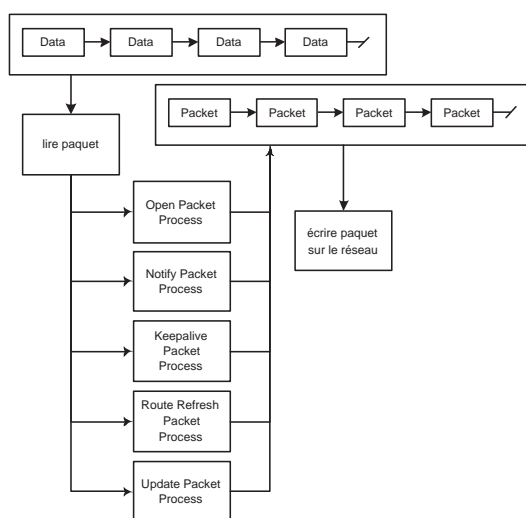 Data Data Data Data
Packet Packet Packet Packet
lire paquet
Open Packet
Process
écrire paquet
sur le réseau
Notify Packet
Process
Keepalive
Packet
Process
Route Refresh
Packet
Process
Update Packet
Process